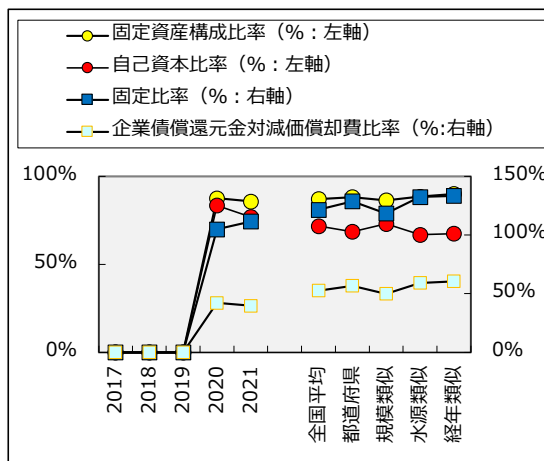 固定資産構成比率（%：左軸）
自己資本比率（%：左軸）
固定比率（%：右軸）
企業債償還元金対減価償却費比率（%:右軸）
100%
50%
0%
150%
100%
50%
0%
2017
2018
2019
2020
2021
全国平均
都道府県
規模類似
水源類似
経年類似